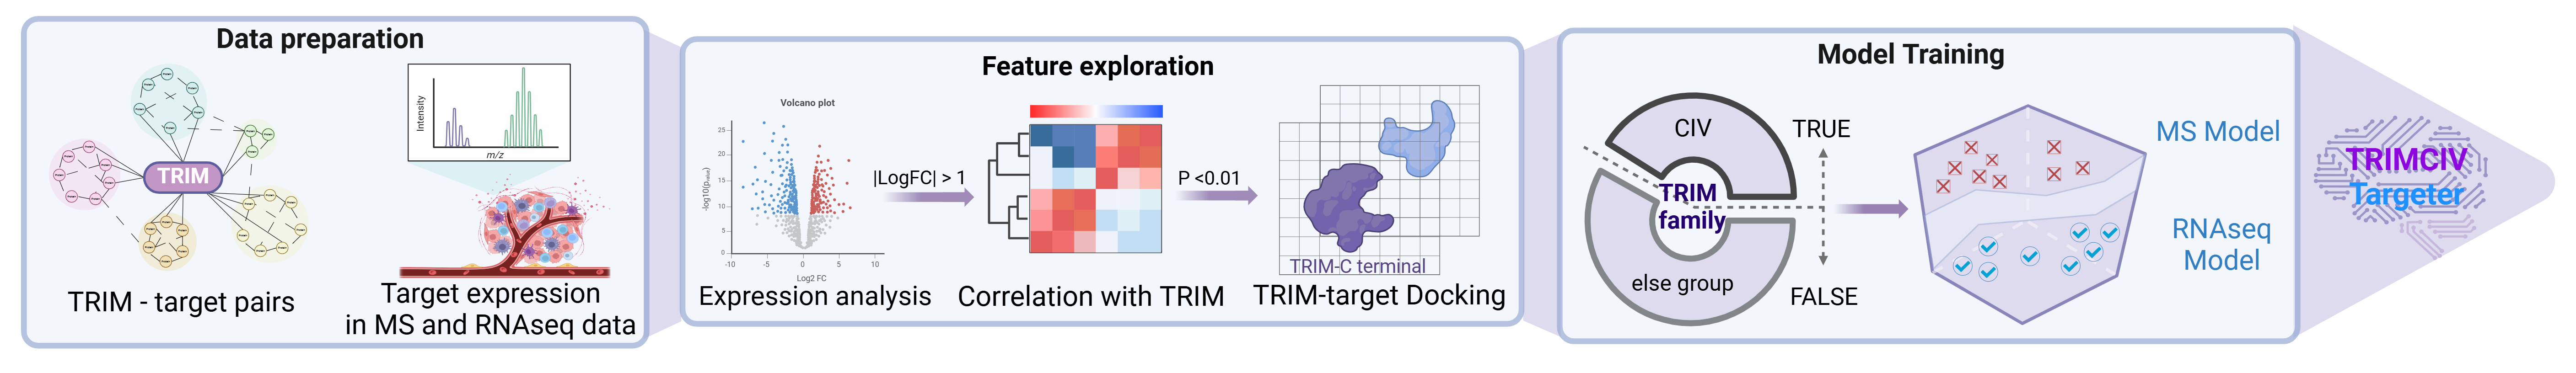 Data preparation
TRIM
Intensity
m/z
TRIM - target pairs
Target expression
in MS and RNAseq data
Feature exploration
Volcano plot
-log10(pvalue)
25
20
15
10
5
0
-10
-5
0
5
10
Log2 FC
Expression analysis
|LogFC| > 1
Correlation with TRIM
P <0.01
TRIM-C terminal
TRIM-target Docking
Model Training
CIV
TRIM
family
else group
TRUE
FALSE
MS Model
RNAseq
Model
TRIMCIV
Targeter